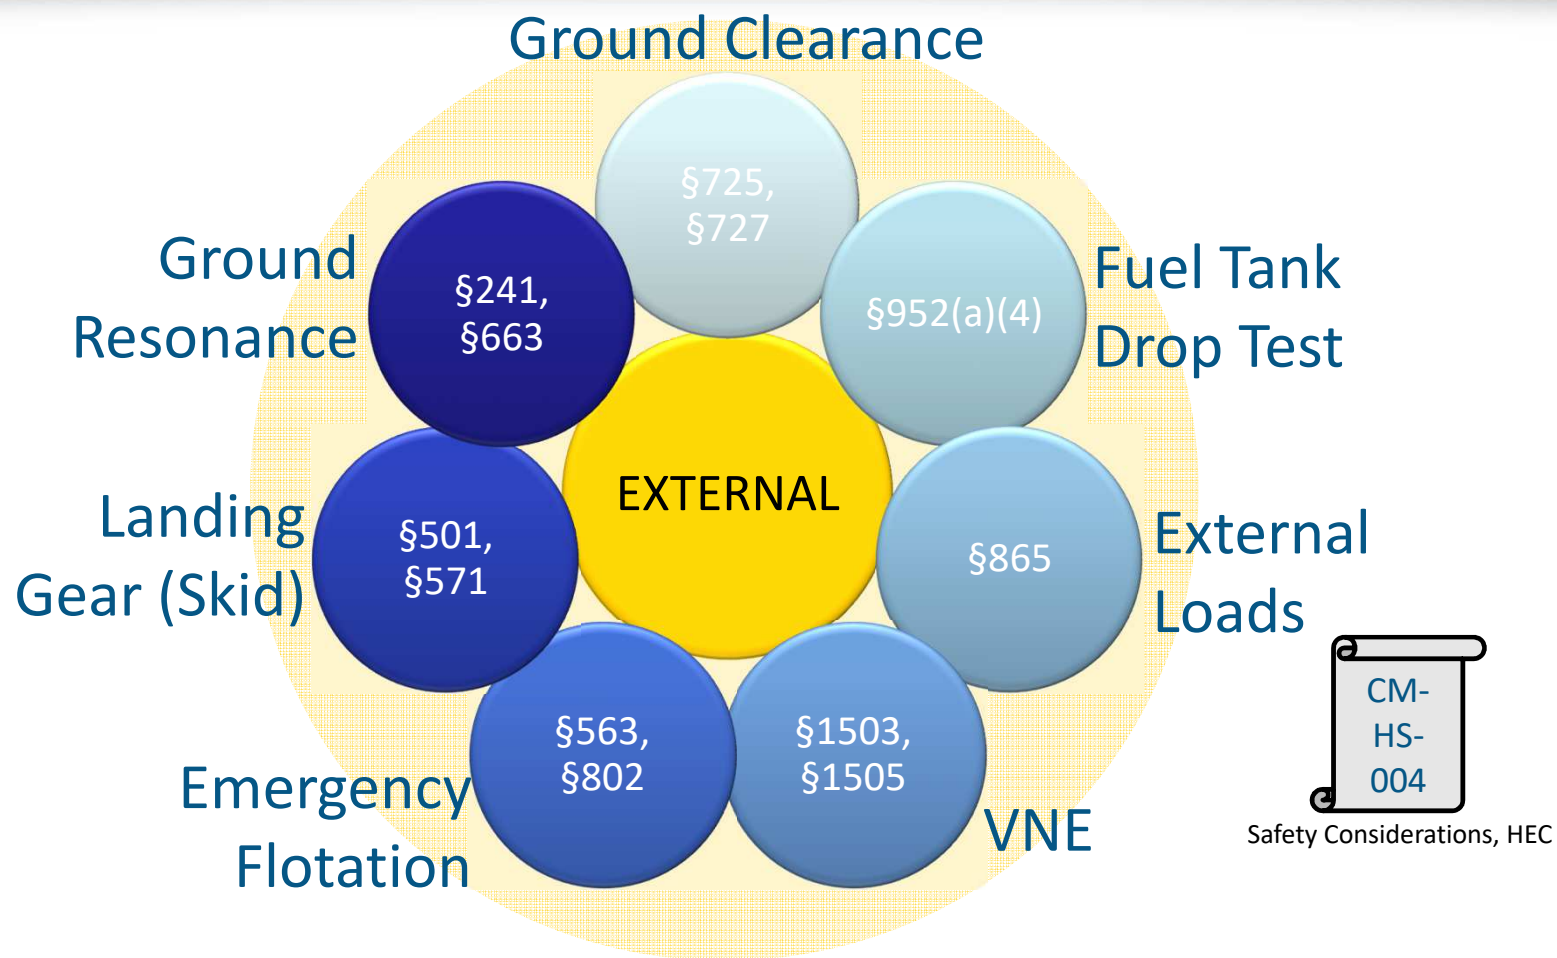 Ground Clearance
§725,
§727
Ground
Resonance
§241,
§663
§952(a)(4)
Fuel Tank
Drop Test
EXTERNAL
Landing
Gear (Skid)
§501,
§571
§865
External
Loads
§563,
§802
§1503,
§1505
Emergency
Flotation
VNE
CM-
HS-
004
Safety Considerations, HEC